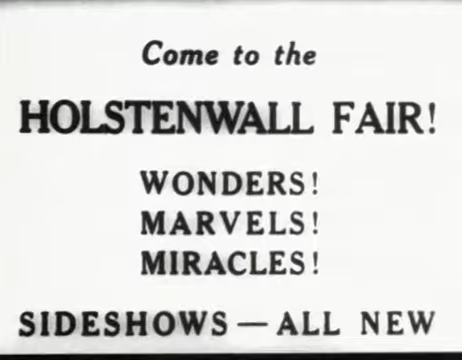 Come to the
HOLSTENWALL FAIR!
WONDERS!
MARVELS!
MIRACLES!
SIDESHOWS — ALL NEW